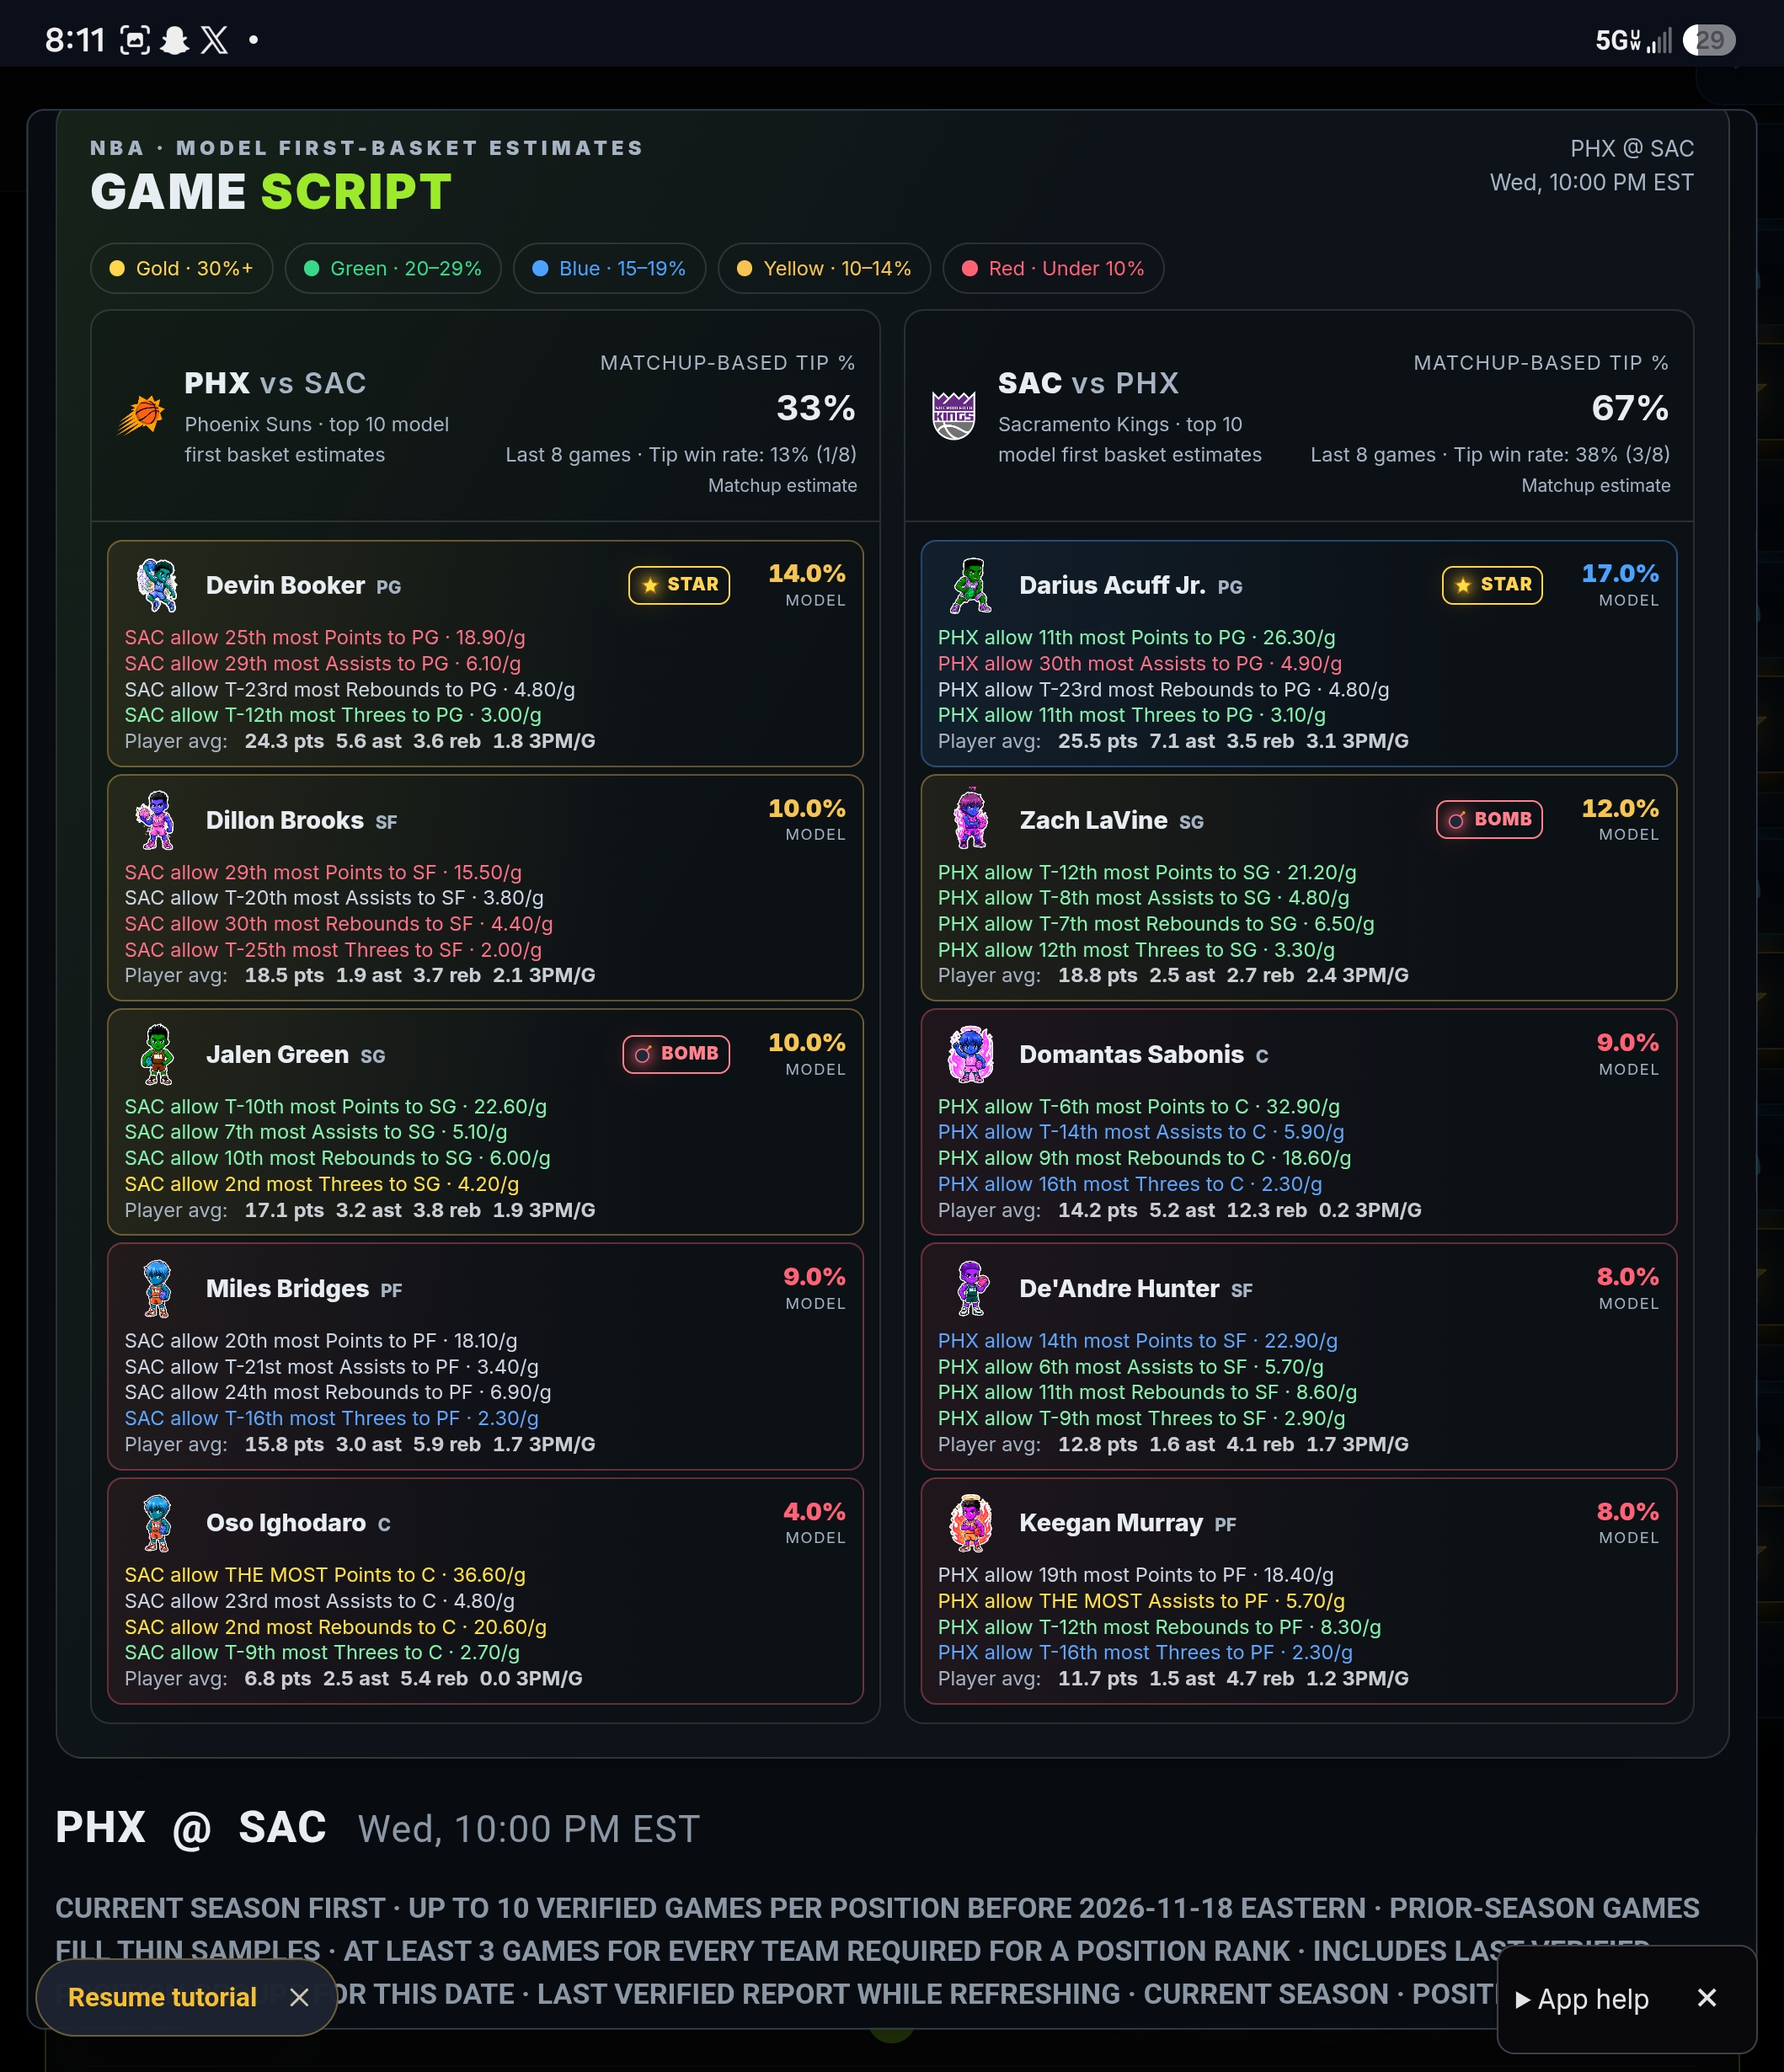 8:11
5G UW 29
NBA · MODEL FIRST-BASKET ESTIMATES
GAME SCRIPT
PHX @ SAC
Wed, 10:00 PM EST
Gold · 30%+
Green · 20–29%
Blue · 15–19%
Yellow · 10–14%
Red · Under 10%
PHX vs SAC
Phoenix Suns · top 10 model
first basket estimates
MATCHUP-BASED TIP %
33%
Last 8 games · Tip win rate: 13% (1/8)
Matchup estimate
Devin Booker PG
STAR
14.0%
MODEL
SAC allow 25th most Points to PG · 18.90/g
SAC allow 29th most Assists to PG · 6.10/g
SAC allow T-23rd most Rebounds to PG · 4.80/g
SAC allow T-12th most Threes to PG · 3.00/g
Player avg: 24.3 pts 5.6 ast 3.6 reb 1.8 3PM/G
Dillon Brooks SF
10.0%
MODEL
SAC allow 29th most Points to SF · 15.50/g
SAC allow T-20th most Assists to SF · 3.80/g
SAC allow 30th most Rebounds to SF · 4.40/g
SAC allow T-25th most Threes to SF · 2.00/g
Player avg: 18.5 pts 1.9 ast 3.7 reb 2.1 3PM/G
Jalen Green SG
BOMB
10.0%
MODEL
SAC allow T-10th most Points to SG · 22.60/g
SAC allow 7th most Assists to SG · 5.10/g
SAC allow 10th most Rebounds to SG · 6.00/g
SAC allow 2nd most Threes to SG · 4.20/g
Player avg: 17.1 pts 3.2 ast 3.8 reb 1.9 3PM/G
Miles Bridges PF
9.0%
MODEL
SAC allow 20th most Points to PF · 18.10/g
SAC allow T-21st most Assists to PF · 3.40/g
SAC allow 24th most Rebounds to PF · 6.90/g
SAC allow T-16th most Threes to PF · 2.30/g
Player avg: 15.8 pts 3.0 ast 5.9 reb 1.7 3PM/G
Oso Ighodaro C
4.0%
MODEL
SAC allow THE MOST Points to C · 36.60/g
SAC allow 23rd most Assists to C · 4.80/g
SAC allow 2nd most Rebounds to C · 20.60/g
SAC allow T-9th most Threes to C · 2.70/g
Player avg: 6.8 pts 2.5 ast 5.4 reb 0.0 3PM/G
KINGS
SAC vs PHX
Sacramento Kings · top 10
model first basket estimates
MATCHUP-BASED TIP %
67%
Last 8 games · Tip win rate: 38% (3/8)
Matchup estimate
Darius Acuff Jr. PG
STAR
17.0%
MODEL
PHX allow 11th most Points to PG · 26.30/g
PHX allow 30th most Assists to PG · 4.90/g
PHX allow T-23rd most Rebounds to PG · 4.80/g
PHX allow 11th most Threes to PG · 3.10/g
Player avg: 25.5 pts 7.1 ast 3.5 reb 3.1 3PM/G
Zach LaVine SG
BOMB
12.0%
MODEL
PHX allow T-12th most Points to SG · 21.20/g
PHX allow T-8th most Assists to SG · 4.80/g
PHX allow T-7th most Rebounds to SG · 6.50/g
PHX allow 12th most Threes to SG · 3.30/g
Player avg: 18.8 pts 2.5 ast 2.7 reb 2.4 3PM/G
Domantas Sabonis C
9.0%
MODEL
PHX allow T-6th most Points to C · 32.90/g
PHX allow T-14th most Assists to C · 5.90/g
PHX allow 9th most Rebounds to C · 18.60/g
PHX allow 16th most Threes to C · 2.30/g
Player avg: 14.2 pts 5.2 ast 12.3 reb 0.2 3PM/G
De'Andre Hunter SF
8.0%
MODEL
PHX allow 14th most Points to SF · 22.90/g
PHX allow 6th most Assists to SF · 5.70/g
PHX allow 11th most Rebounds to SF · 8.60/g
PHX allow T-9th most Threes to SF · 2.90/g
Player avg: 12.8 pts 1.6 ast 4.1 reb 1.7 3PM/G
Keegan Murray PF
8.0%
MODEL
PHX allow 19th most Points to PF · 18.40/g
PHX allow THE MOST Assists to PF · 5.70/g
PHX allow T-12th most Rebounds to PF · 8.30/g
PHX allow T-16th most Threes to PF · 2.30/g
Player avg: 11.7 pts 1.5 ast 4.7 reb 1.2 3PM/G
PHX @ SAC Wed, 10:00 PM EST
CURRENT SEASON FIRST · UP TO 10 VERIFIED GAMES PER POSITION BEFORE 2026-11-18 EASTERN · PRIOR-SEASON GAMES
FILL THIN SAMPLES · AT LEAST 3 GAMES FOR EVERY TEAM REQUIRED FOR A POSITION RANK · INCLUDES LAST VERIFIED
FOR THIS DATE · LAST VERIFIED REPORT WHILE REFRESHING · CURRENT SEASON ·
Resume tutorial
App help